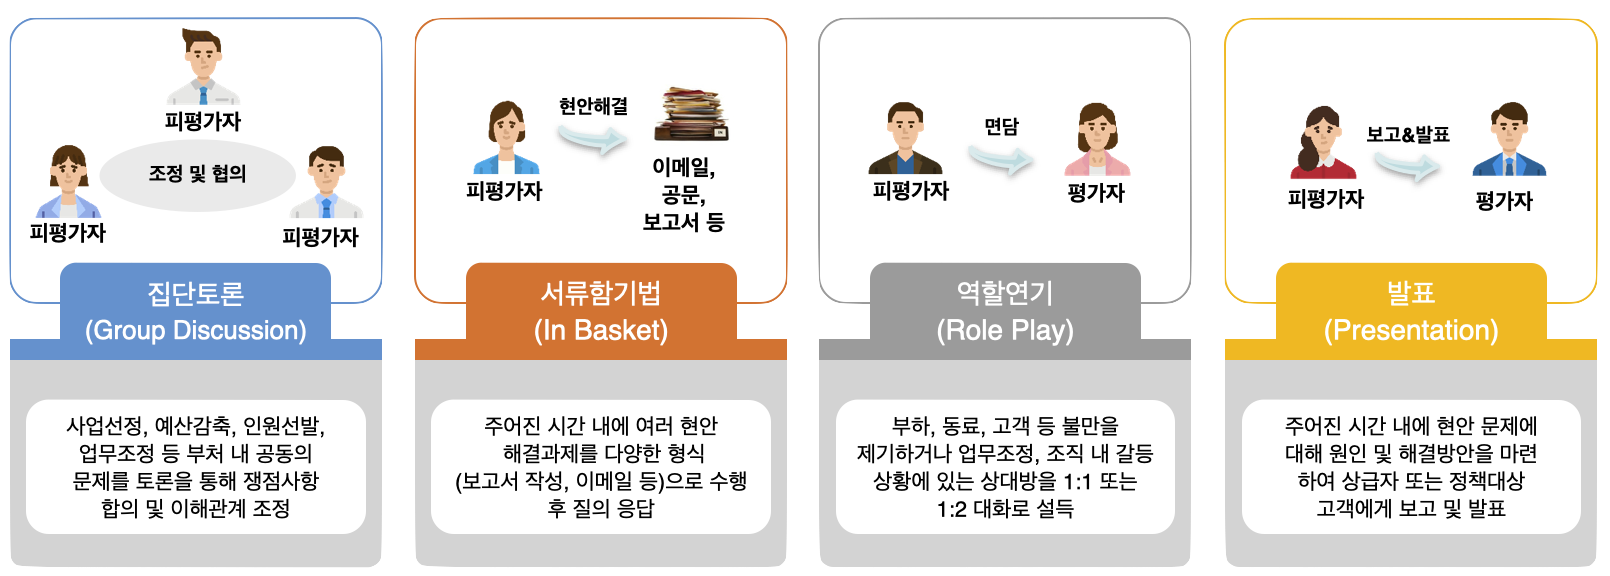 피평가자
조정 및 협의
피평가자
피평가자
집단토론
(Group Discussion)
사업선정, 예산감축, 인원선발,
업무조정 등 부처 내 공동의
문제를 토론을 통해 쟁점사항
합의 및 이해관계 조정
현안해결
피평가자
이메일,
공문,
보고서 등
서류함기법
(In Basket)
주어진 시간 내에 여러 현안
해결과제를 다양한 형식
(보고서 작성, 이메일 등)으로 수행
후 질의 응답
면담
피평가자
평가자
역할연기
(Role Play)
부하, 동료, 고객 등 불만을
제기하거나 업무조정, 조직 내 갈등
상황에 있는 상대방을 1:1 또는
1:2 대화로 설득
보고&발표
피평가자
평가자
발표
(Presentation)
주어진 시간 내에 현안 문제에
대해 원인 및 해결방안을 마련
하여 상급자 또는 정책대상
고객에게 보고 및 발표